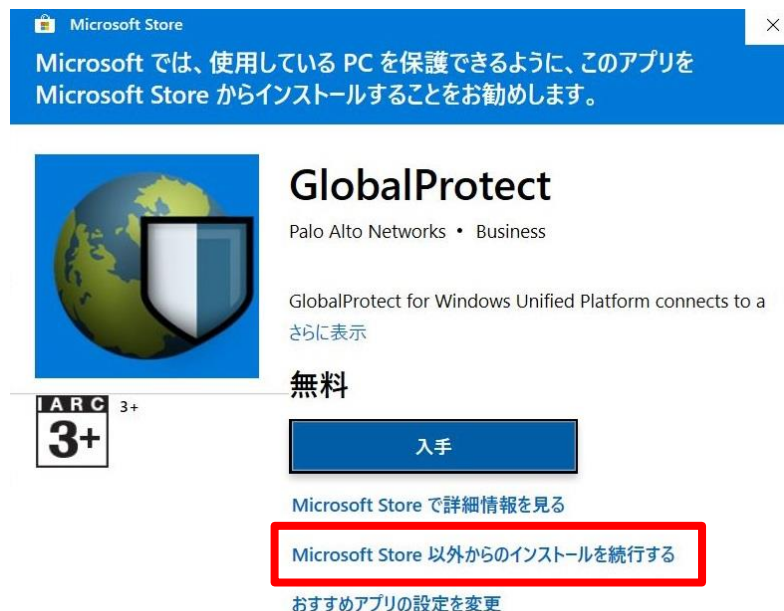 Microsoft Store
Microsoft では、使用している PC を保護できるように、このアプリを
Microsoft Store からインストールすることをお勧めします。
GlobalProtect
Palo Alto Networks • Business
GlobalProtect for Windows Unified Platform connects to a
さらに表示
無料
IARC
3+
3+
入手
Microsoft Store で詳細情報を見る
Microsoft Store 以外からのインストールを続行する
おすすめアプリの設定を変更